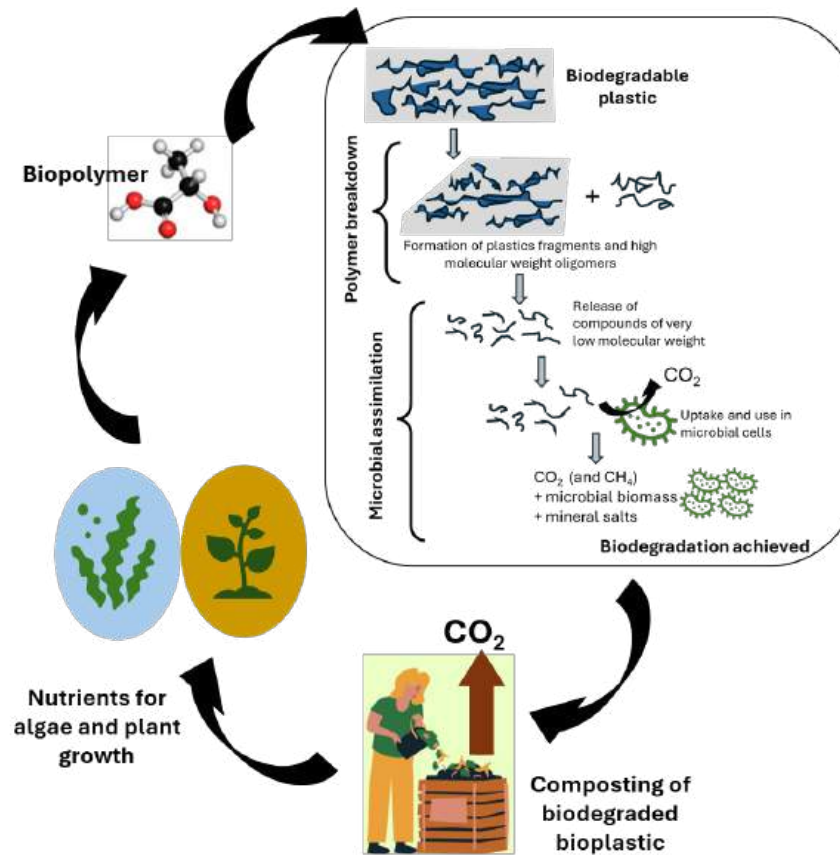 Biopolymer
Biodegradable
plastic
Polymer breakdown
+
Formation of plastics fragments and high
molecular weight oligomers
Microbial assimilation
Release of
compounds of very
low molecular weight
CO₂
Uptake and use in
microbial cells
CO₂ (and CH₄)
+ microbial biomass
+ mineral salts
Biodegradation achieved
CO₂
Composting of
biodegraded
bioplastic
Nutrients for
algae and plant
growth